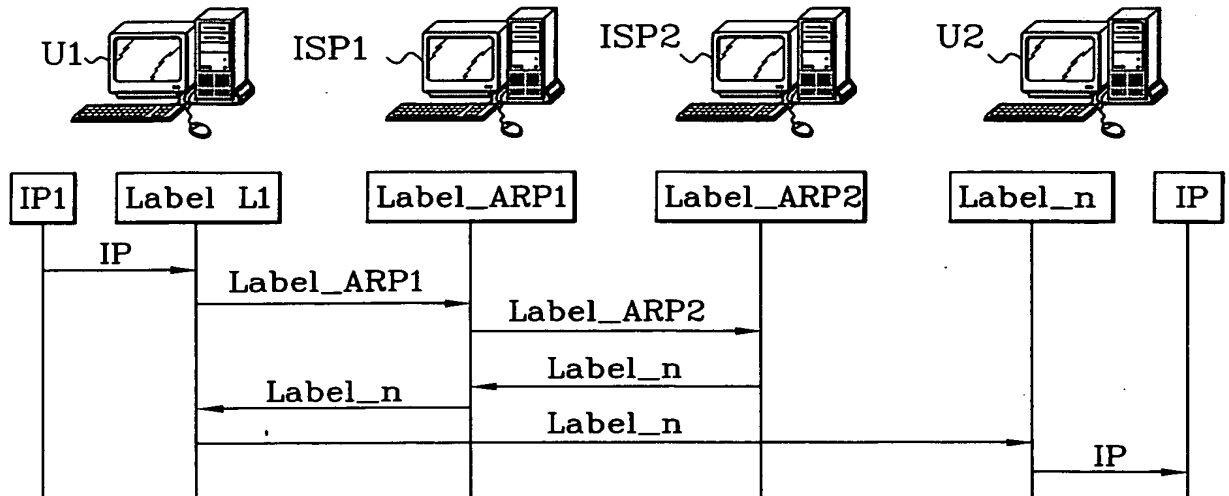 U1 ISP1 ISP2 U2
IP1 Label L1 Label_ARP1 Label_ARP2 Label_n IP
IP
Label_ARP1
Label_ARP2
Label_n
Label_n
Label_n
IP